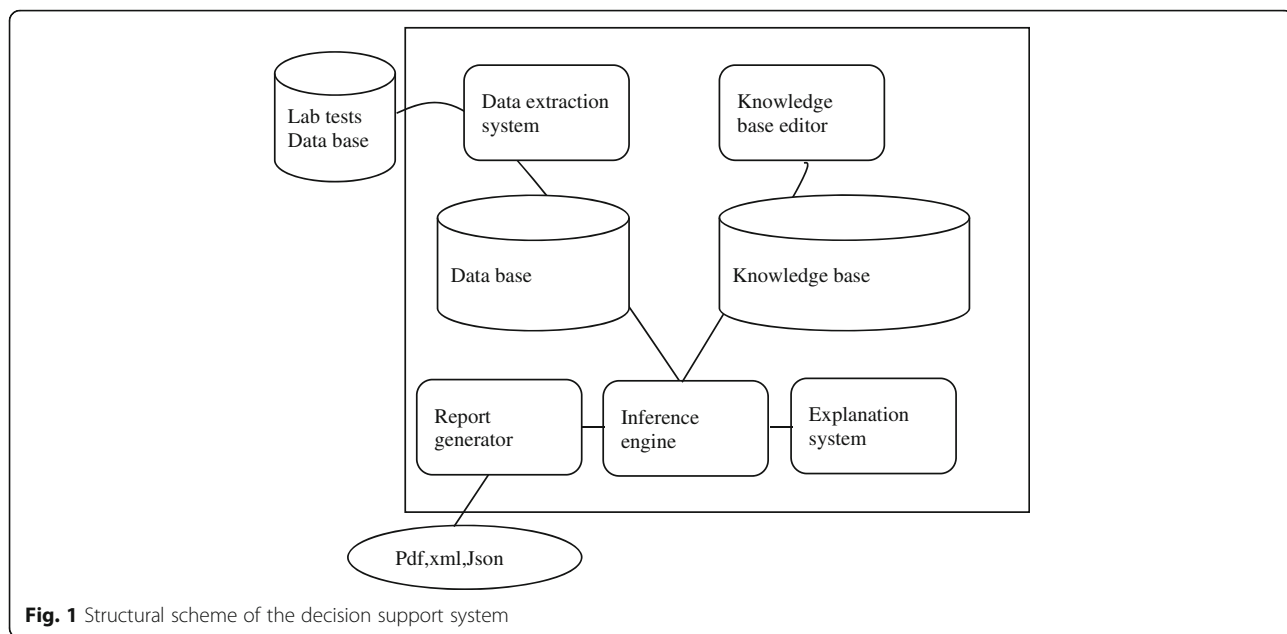 Lab tests
Data base
Data extraction
system
Knowledge
base editor
Data base
Knowledge base
Report
generator
Inference
engine
Explanation
system
Pdf,xml,Json
Fig. 1 Structural scheme of the decision support system